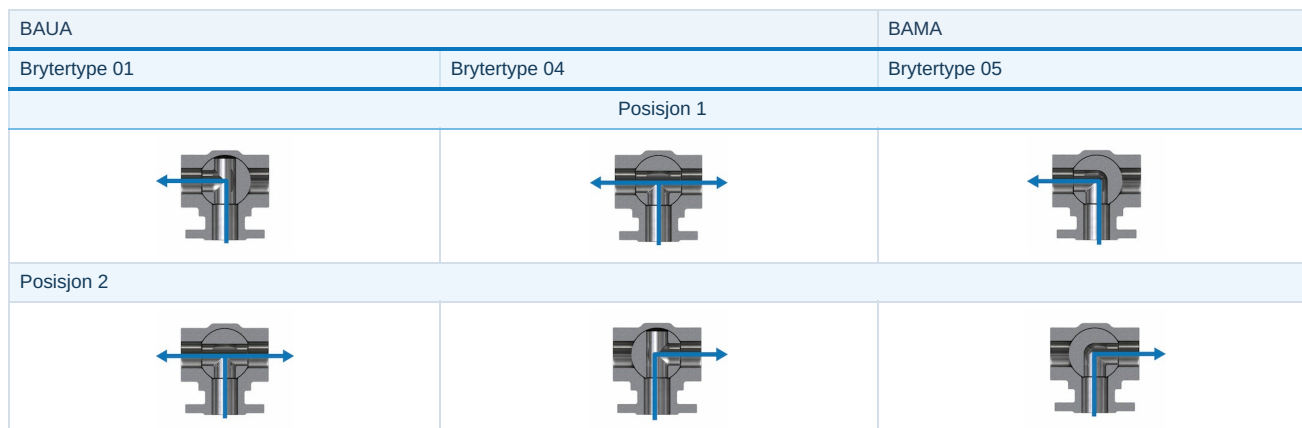 BAUA BAMA
Brytertype 01 Brytertype 04 Brytertype 05
Posisjon 1
Posisjon 2